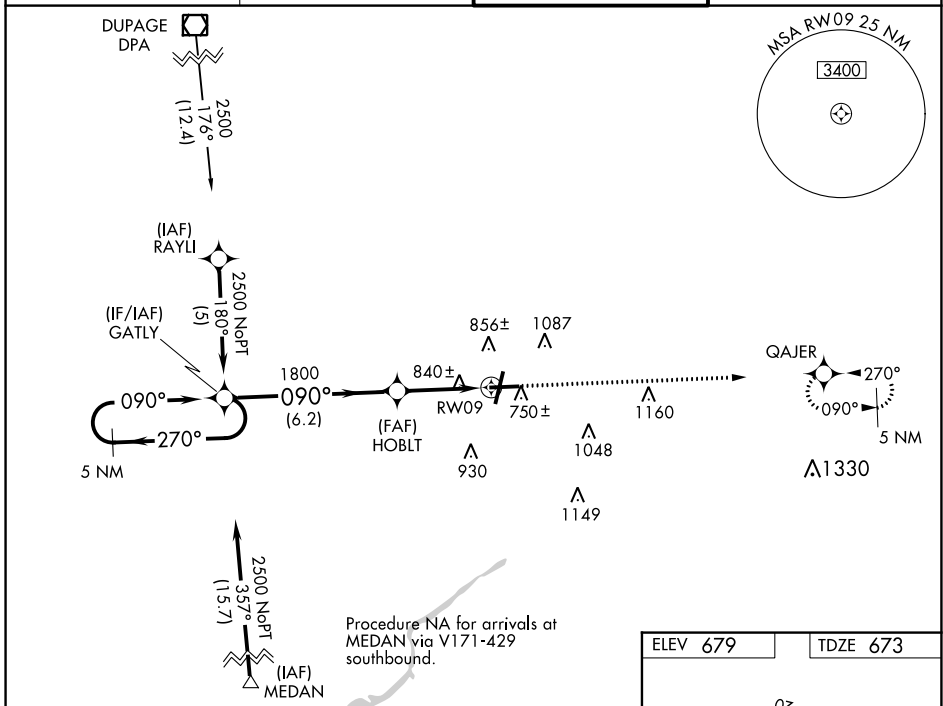 DUPAGE
DPA
MSA RW09 25 NM
3400
2500
176°
(12.4)
(IAF)
RAYLI
2500 NoPT
180°
(5)
(IF/IAF)
GATLY
856±
1087
QAJER
1800
090°
(6.2)
840±
RW09
750±
1160
270°
090°
5 NM
090°
270°
5 NM
(FAF)
HOBLT
930
1048
1149
1330
2500 NoPT
357°
(15.7)
(IAF)
MEDAN
Procedure NA for arrivals at
MEDAN via V171-429
southbound.
ELEV 679
TDZE 673